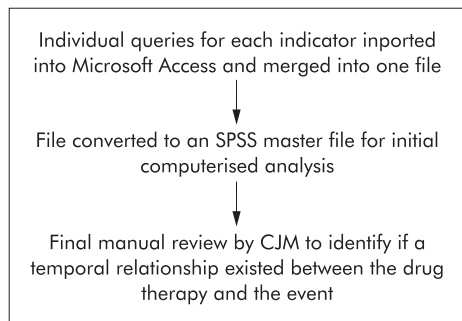 Individual queries for each indicator inported
into Microsoft Access and merged into one file
File converted to an SPSS master file for initial
computerised analysis
Final manual review by CJM to identify if a
temporal relationship existed between the drug
therapy and the event